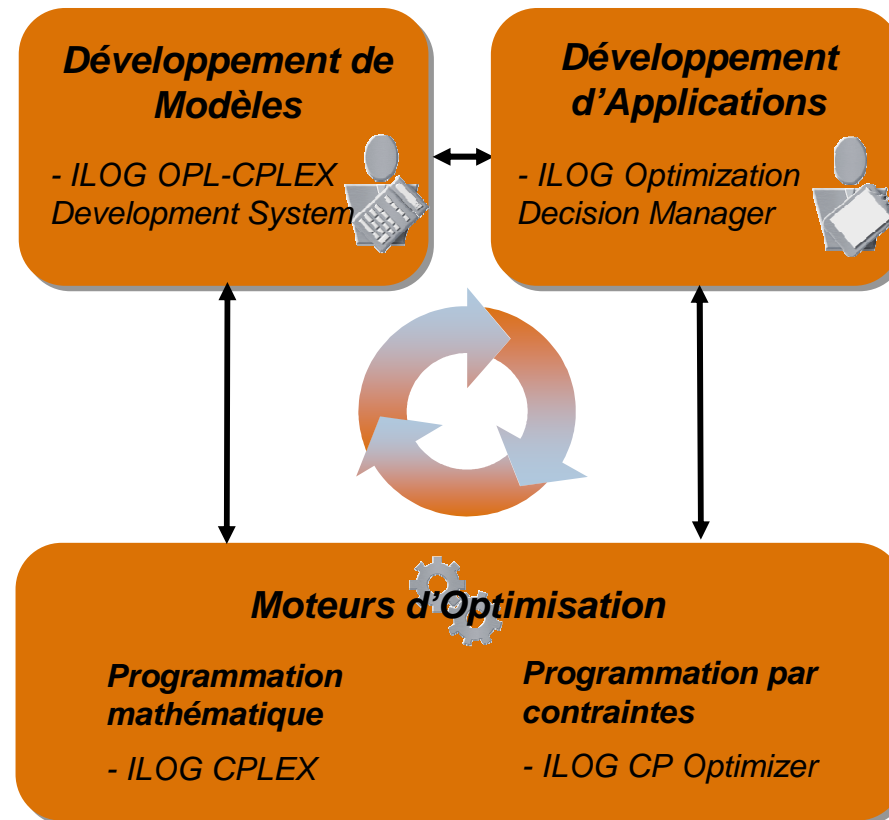 Développement de
Modèles
- ILOG OPL-CPLEX
Development System
Développement
d’Applications
- ILOG Optimization
Decision Manager
Moteurs d’Optimisation
Programmation
mathématique
- ILOG CPLEX
Programmation par
contraintes
- ILOG CP Optimizer